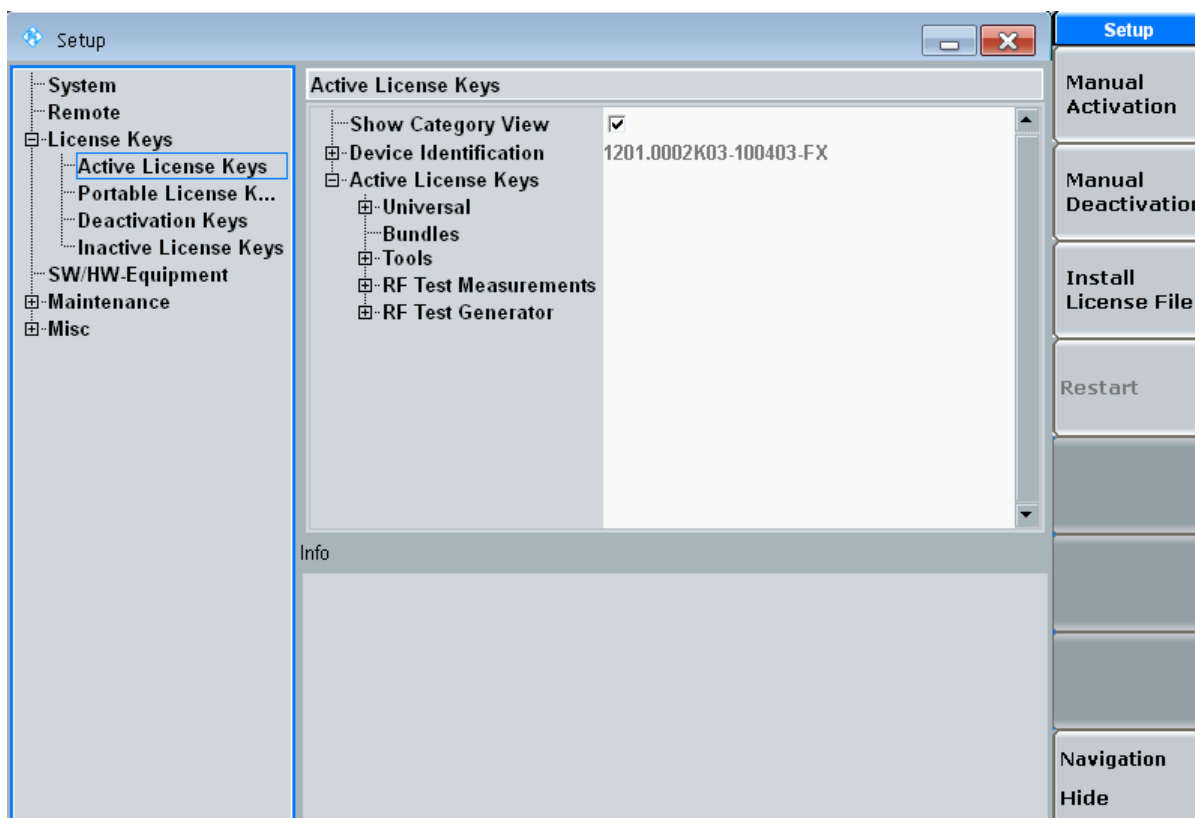 Setup
System
Remote
License Keys
Active License Keys
Portable License K...
Deactivation Keys
Inactive License Keys
SW/HW-Equipment
Maintenance
Misc
Active License Keys
Show Category View
Device Identification 1201.0002K03-100403-FX
Active License Keys
Universal
Bundles
Tools
RF Test Measurements
RF Test Generator
Info
Setup
Manual
Activation
Manual
Deactivation
Install
License File
Restart
Navigation
Hide